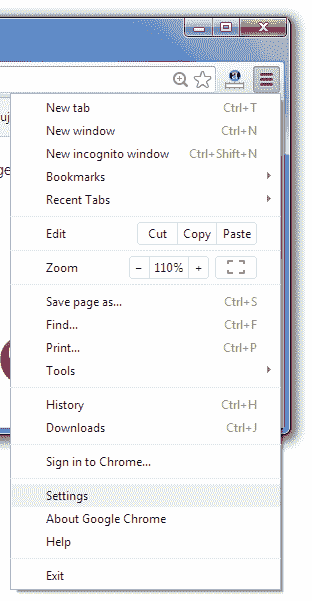 New tab Ctrl+T
New window Ctrl+N
New incognito window Ctrl+Shift+N
Bookmarks
Recent Tabs
Edit Cut Copy Paste
Zoom − 110% +
Save page as... Ctrl+S
Find... Ctrl+F
Print... Ctrl+P
Tools
History Ctrl+H
Downloads Ctrl+J
Sign in to Chrome...
Settings
About Google Chrome
Help
Exit